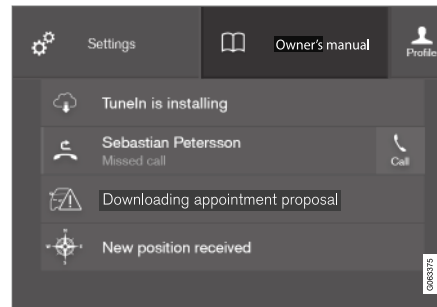 Settings
Owner's manual
Profile
TuneIn is installing
Sebastian Petersson
Missed call
Call
Downloading appointment proposal
New position received
G063375